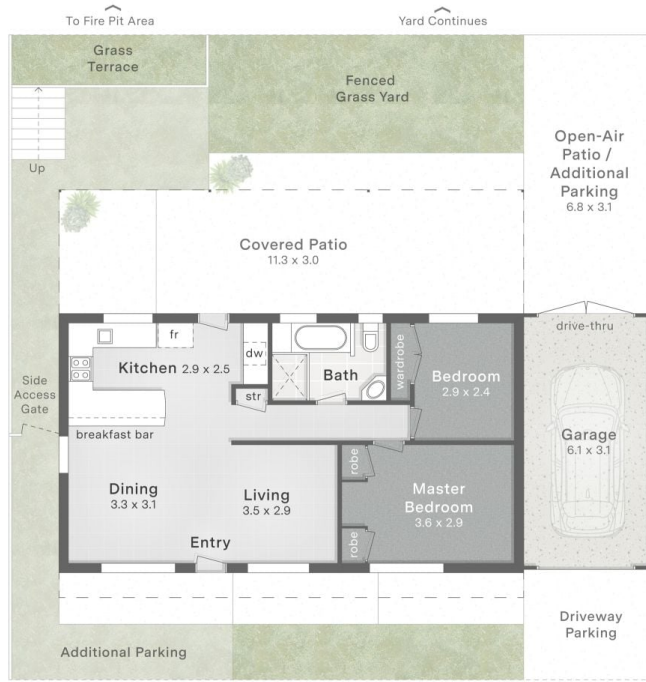 To Fire Pit Area
Yard Continues
Grass
Terrace
Fenced
Grass Yard
Open-Air
Patio /
Additional
Parking
6.8 x 3.1
Up
Covered Patio
11.3 x 3.0
drive-thru
fr
Kitchen 2.9 x 2.5
dw
Bath
wardrobe
Bedroom
2.9 x 2.4
str
Side
Access
Gate
breakfast bar
Garage
6.1 x 3.1
robe
Dining
3.3 x 3.1
Living
3.5 x 2.9
Master
Bedroom
3.6 x 2.9
robe
Entry
Driveway
Parking
Additional Parking